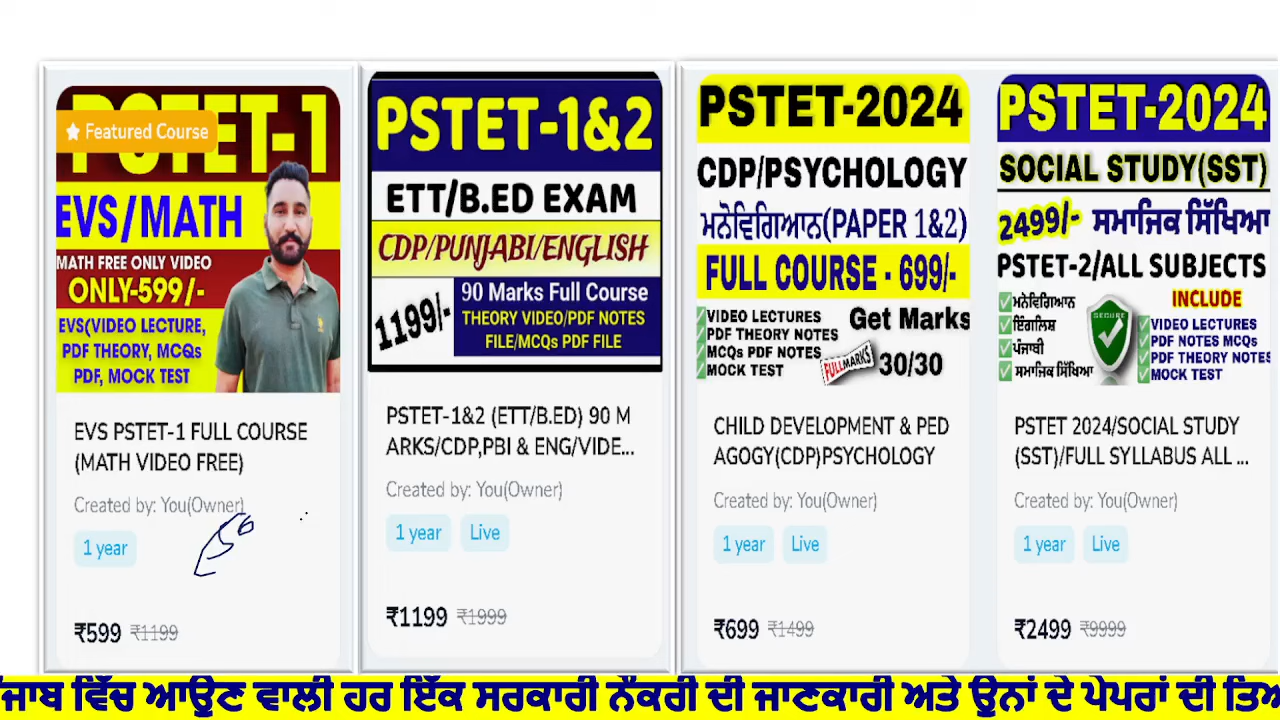 PSTET-1
Featured Course
EVS/MATH
MATH FREE ONLY VIDEO
ONLY-599/-
EVS(VIDEO LECTURE,
PDF THEORY, MCQs
PDF, MOCK TEST
EVS PSTET-1 FULL COURSE
(MATH VIDEO FREE)
Created by: You(Owner)
1 year
₹599 ₹1199
PSTET-1&2
ETT/B.ED EXAM
CDP/PUNJABI/ENGLISH
1199/-
90 Marks Full Course
THEORY VIDEO/PDF NOTES
FILE/MCQs PDF FILE
PSTET-1&2 (ETT/B.ED) 90 M
ARKS/CDP,PBI & ENG/VIDE...
Created by: You(Owner)
1 year Live
₹1199 ₹1999
PSTET-2024
CDP/PSYCHOLOGY
ਮਨੋਵਿਗਿਆਨ(PAPER 1&2)
FULL COURSE - 699/-
VIDEO LECTURES
PDF THEORY NOTES
MCQs PDF NOTES
MOCK TEST
Get Marks
FULLMARKS
30/30
CHILD DEVELOPMENT & PED
AGOGY(CDP)PSYCHOLOGY
Created by: You(Owner)
1 year Live
₹699 ₹1499
PSTET-2024
SOCIAL STUDY(SST)
2499/- ਸਮਾਜਿਕ ਸਿੱਖਿਆ
PSTET-2/ALL SUBJECTS
ਮਨੋਵਿਗਿਆਨ
ਇੰਗਲਿਸ਼
ਪੰਜਾਬੀ
ਸਮਾਜਿਕ ਸਿੱਖਿਆ
SECURE
INCLUDE
VIDEO LECTURES
PDF NOTES MCQs
PDF THEORY NOTES
MOCK TEST
PSTET 2024/SOCIAL STUDY
(SST)/FULL SYLLABUS ALL ...
Created by: You(Owner)
1 year Live
₹2499 ₹9999
ਜਾਬ ਵਿੱਚ ਆਉਣ ਵਾਲੀ ਹਰ ਇੱਕ ਸਰਕਾਰੀ ਨੌਕਰੀ ਦੀ ਜਾਣਕਾਰੀ ਅਤੇ ਉਨਾਂ ਦੇ ਪੇਪਰਾਂ ਦੀ